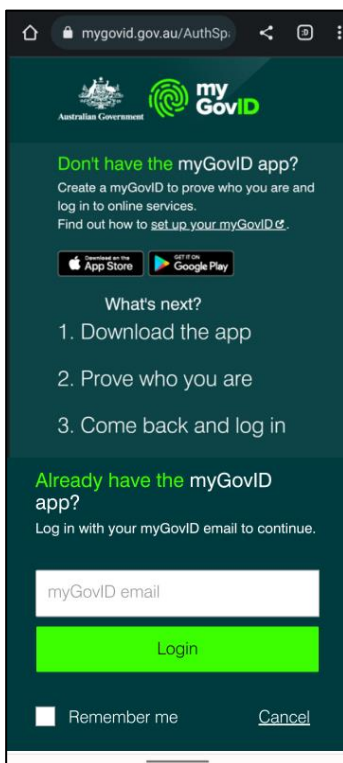 mygovid.gov.au/AuthSp
:D
Australian Government
my
GovID
Don't have the myGovID app?
Create a myGovID to prove who you are and
log in to online services.
Find out how to set up your myGovID.
Download on the
App Store
GET IT ON
Google Play
What's next?
1. Download the app
2. Prove who you are
3. Come back and log in
Already have the myGovID
app?
Log in with your myGovID email to continue.
myGovID email
Login
Remember me
Cancel